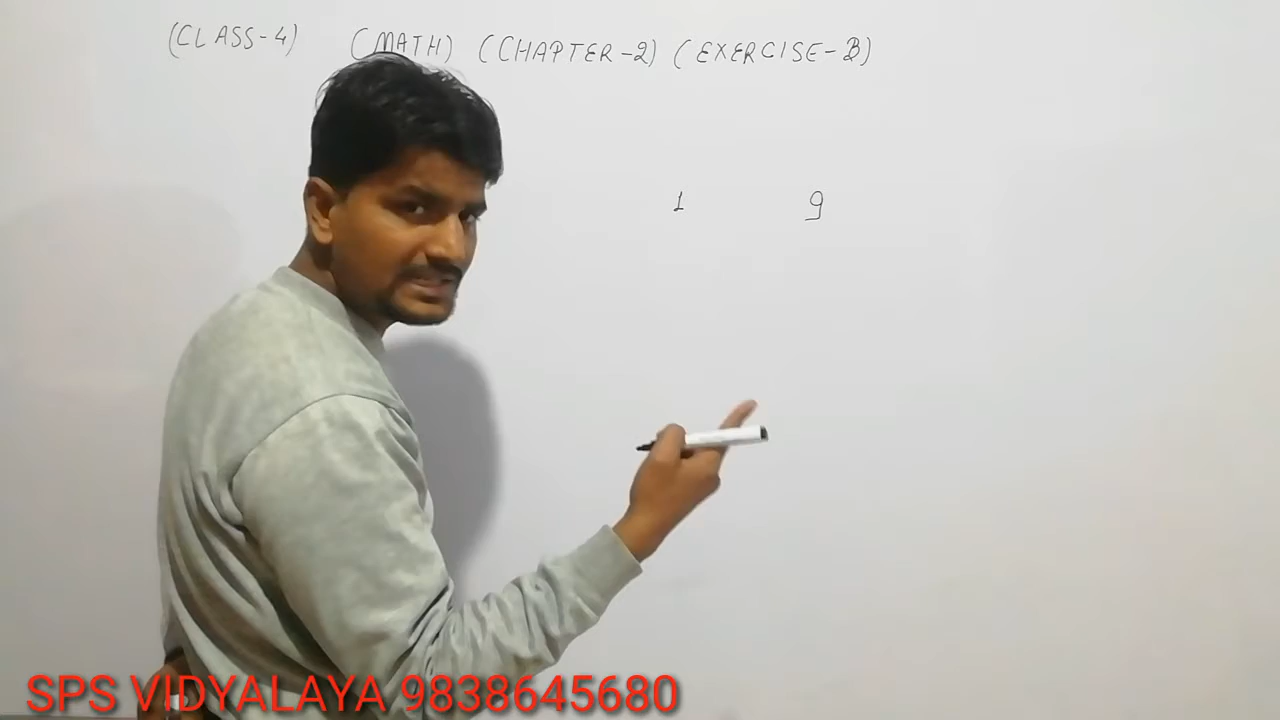 (CLASS-4) (MATH) (CHAPTER-2) (EXERCISE-B)
1 9
SPS VIDYALAYA 9838645680